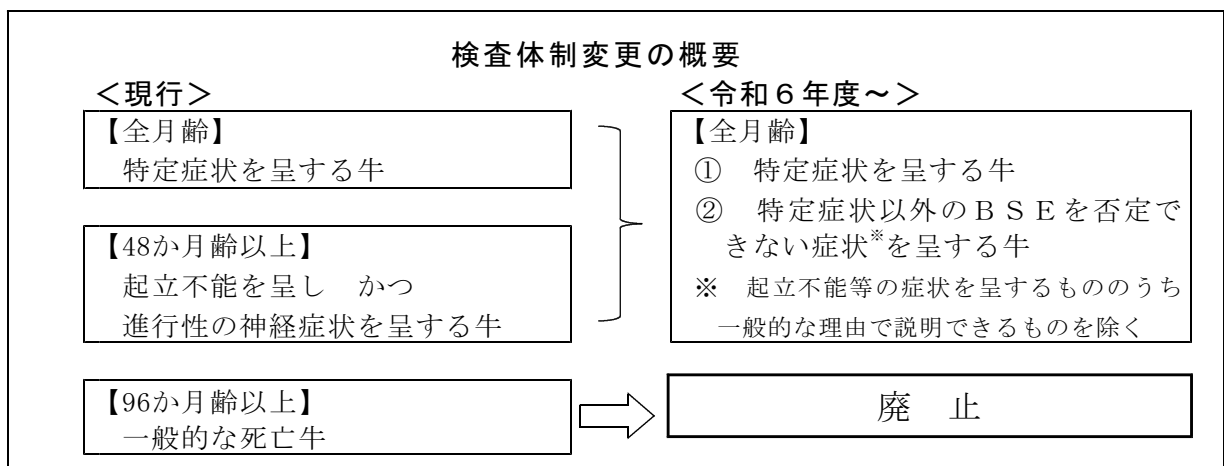 検査体制変更の概要
＜現行＞
【全月齢】
特定症状を呈する牛
【48か月齢以上】
起立不能を呈し　かつ
進行性の神経症状を呈する牛
【96か月齢以上】
一般的な死亡牛
＜令和６年度～＞
【全月齢】
①　特定症状を呈する牛
②　特定症状以外のＢＳＥを否定で
きない症状※を呈する牛
※　起立不能等の症状を呈するもののうち
一般的な理由で説明できるものを除く
廃　止